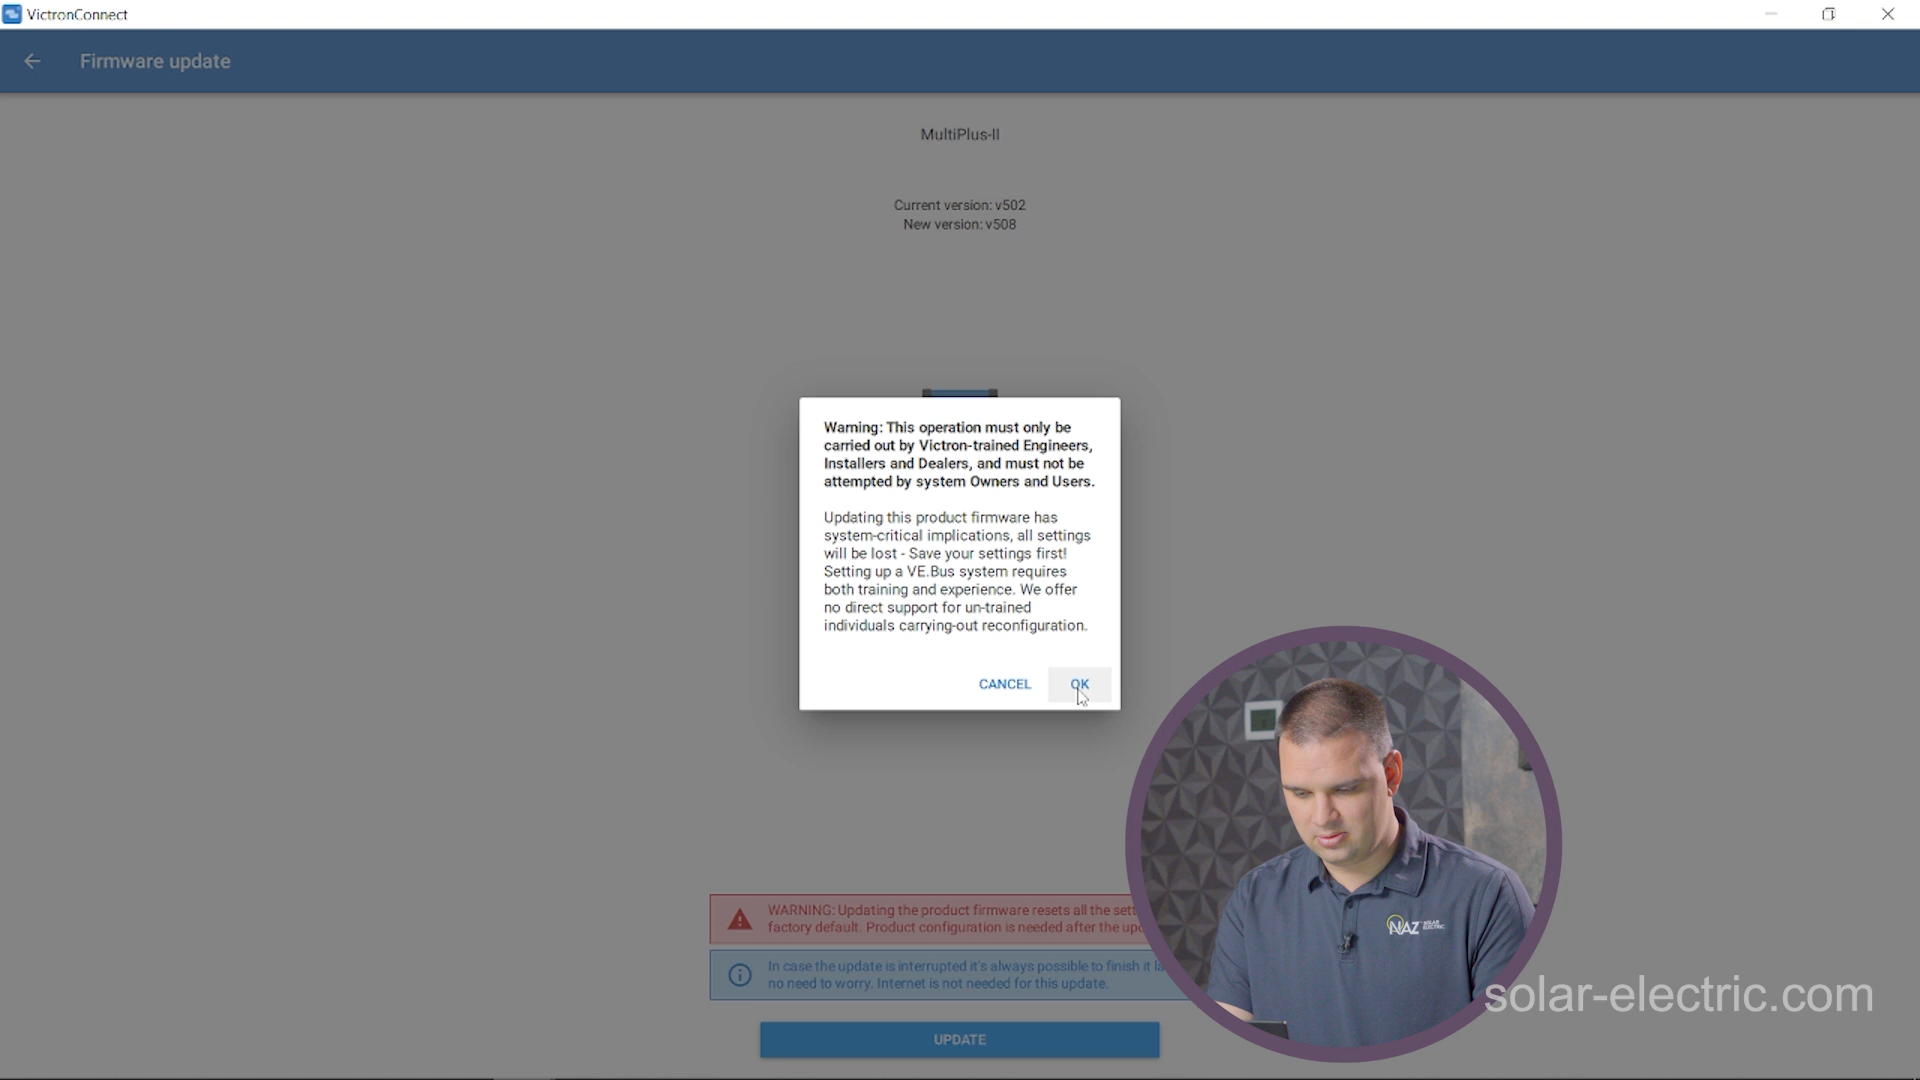 VictronConnect
Firmware update
MultiPlus-II
Current version: v502
New version: v508
Warning: This operation must only be
carried out by Victron-trained Engineers,
Installers and Dealers, and must not be
attempted by system Owners and Users.
Updating this product firmware has
system-critical implications, all settings
will be lost - Save your settings first!
Setting up a VE.Bus system requires
both training and experience. We offer
no direct support for un-trained
individuals carrying-out reconfiguration.
CANCEL
OK
WARNING: Updating the product firmware resets all the
factory default. Product configuration is needed after the
In case the update is interrupted it's always possible to finish it
no need to worry. Internet is not needed for this update.
UPDATE
NAZ SOLAR
ELECTRIC
solar-electric.com